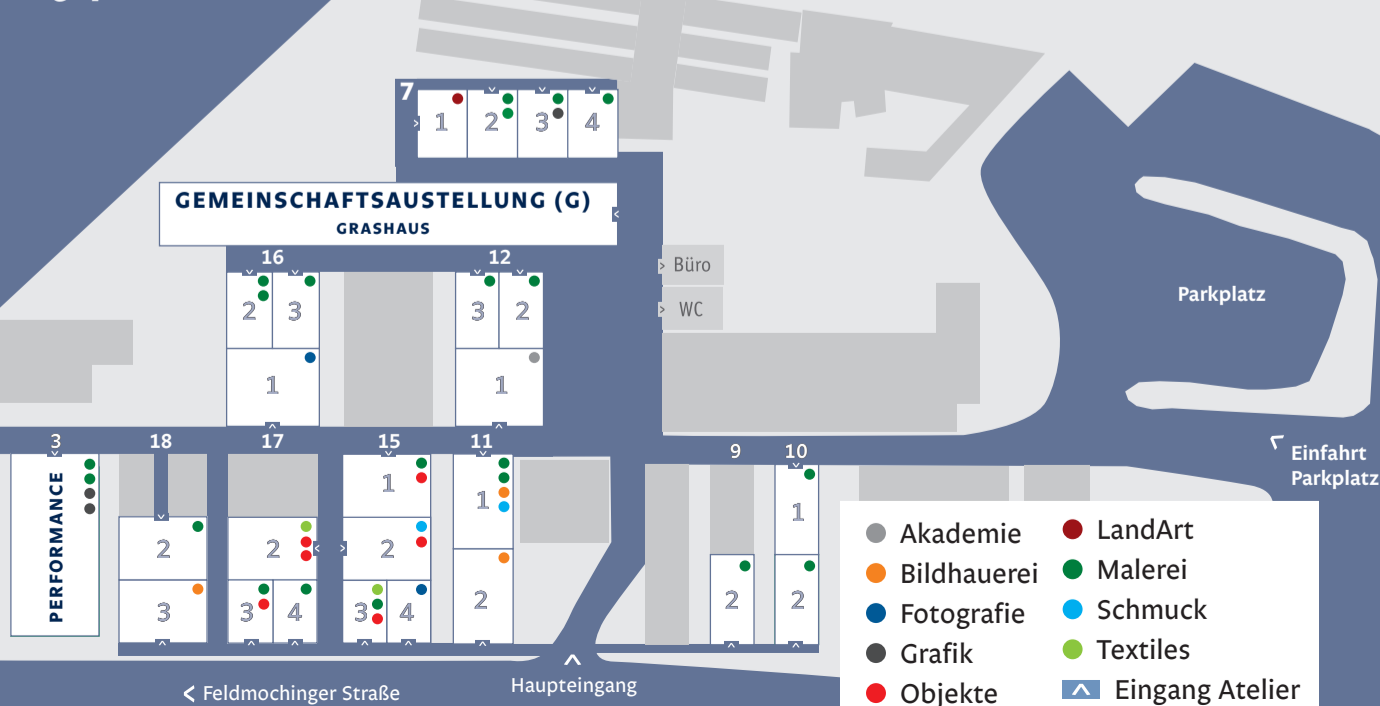 7
1 2 3 4
GEMEINSCHAFTSAUSTELLUNG (G)
GRASHAUS
16 12
2 3 3 2
1 1
Büro
WC
Parkplatz
3 18 17 15 11 9 10
Einfahrt
Parkplatz
PERFORMANCE
1 1 1
2 2 2
3 3 4 3 4 2 2 2
Akademie
Bildhauerei
Fotografie
Grafik
Objekte
LandArt
Malerei
Schmuck
Textiles
Eingang Atelier
Haupteingang
< Feldmochinger Straße